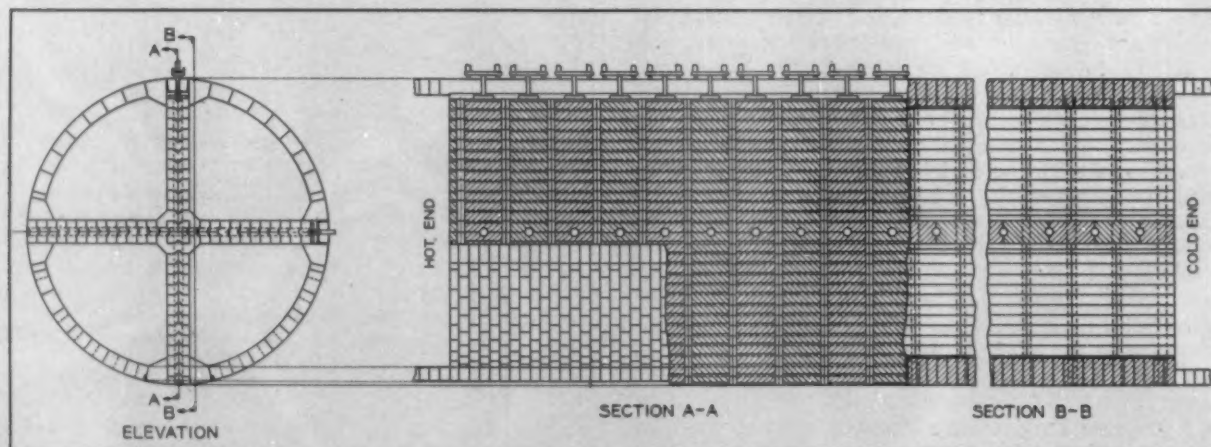 B
A
HOT END
COLD END
A
B
ELEVATION
SECTION A-A
SECTION B-B